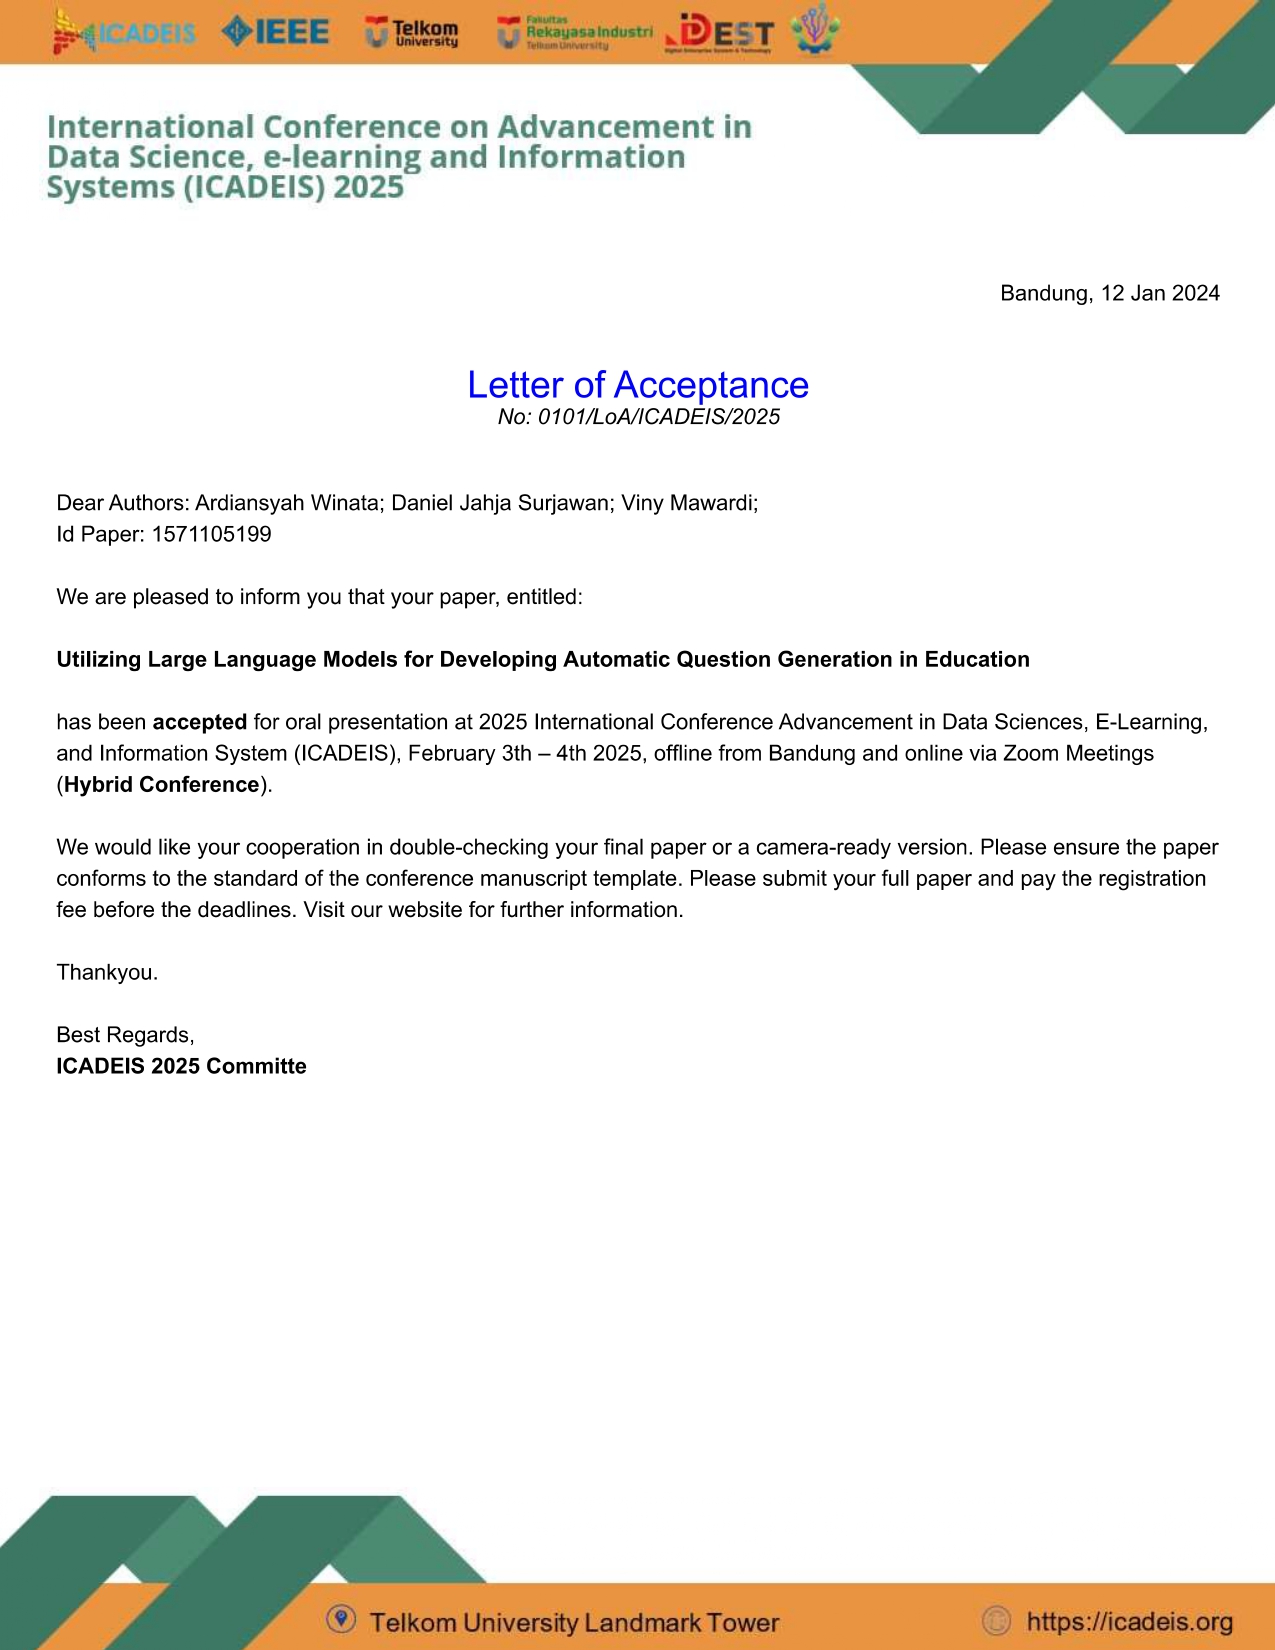 ICADEIS IEEE Telkom University Fakultas Rekayasa Industri Telkom University iDEST Digital Enterprise System & Technology
International Conference on Advancement in
Data Science, e-learning and Information
Systems (ICADEIS) 2025
Bandung, 12 Jan 2024
Letter of Acceptance
No: 0101/LoA/ICADEIS/2025
Dear Authors: Ardiansyah Winata; Daniel Jahja Surjawan; Viny Mawardi;
Id Paper: 1571105199
We are pleased to inform you that your paper, entitled:
Utilizing Large Language Models for Developing Automatic Question Generation in Education
has been accepted for oral presentation at 2025 International Conference Advancement in Data Sciences, E-Learning,
and Information System (ICADEIS), February 3th – 4th 2025, offline from Bandung and online via Zoom Meetings
(Hybrid Conference).
We would like your cooperation in double-checking your final paper or a camera-ready version. Please ensure the paper
conforms to the standard of the conference manuscript template. Please submit your full paper and pay the registration
fee before the deadlines. Visit our website for further information.
Thankyou.
Best Regards,
ICADEIS 2025 Committe
Telkom University Landmark Tower
https://icadeis.org